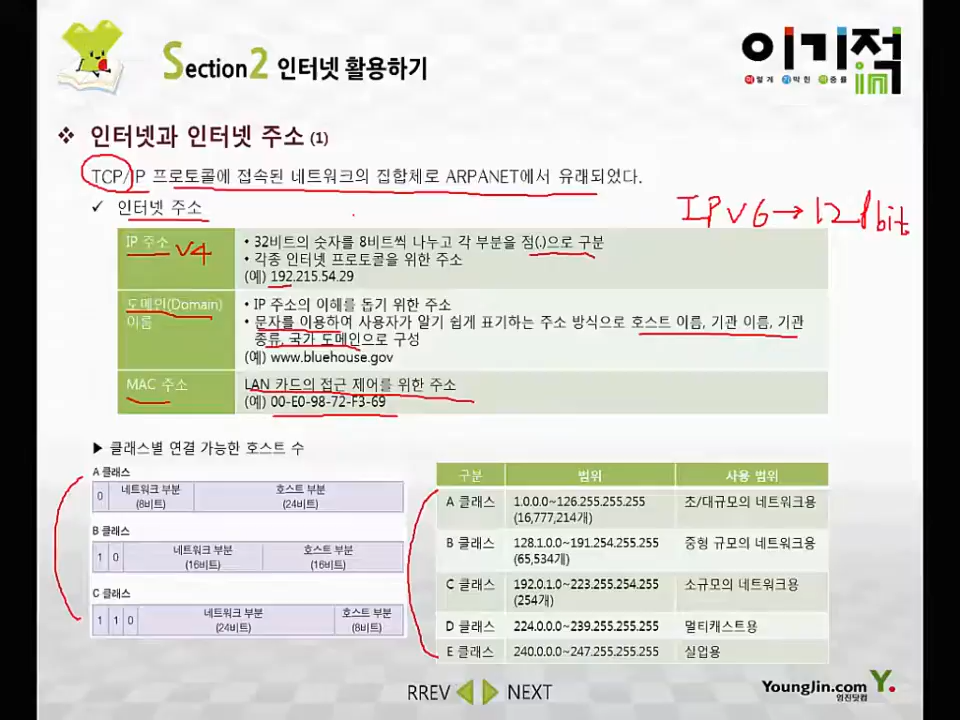 Section2 인터넷 활용하기
이기적in
이렇게 기막힌 적중률
❖ 인터넷과 인터넷 주소 (1)
TCP/IP 프로토콜에 접속된 네트워크의 집합체로 ARPANET에서 유래되었다.
✓ 인터넷 주소
IPV6→128bit
IP 주소 V4
• 32비트의 숫자를 8비트씩 나누고 각 부분을 점(.)으로 구분
• 각종 인터넷 프로토콜을 위한 주소
(예) 192.215.54.29
도메인(Domain)
이름
• IP 주소의 이해를 돕기 위한 주소
• 문자를 이용하여 사용자가 알기 쉽게 표기하는 주소 방식으로 호스트 이름, 기관 이름, 기관
종류, 국가 도메인으로 구성
(예) www.bluehouse.gov
MAC 주소
LAN 카드의 접근 제어를 위한 주소
(예) 00-E0-98-72-F3-69
▶ 클래스별 연결 가능한 호스트 수
A 클래스
0 네트워크 부분 호스트 부분
(8비트) (24비트)
B 클래스
1 0 네트워크 부분 호스트 부분
(16비트) (16비트)
C 클래스
1 1 0 네트워크 부분 호스트 부분
(24비트) (8비트)
구분 범위 사용 범위
A 클래스 1.0.0.0~126.255.255.255 초/대규모의 네트워크용
(16,777,214개)
B 클래스 128.1.0.0~191.254.255.255 중형 규모의 네트워크용
(65,534개)
C 클래스 192.0.1.0~223.255.254.255 소규모의 네트워크용
(254개)
D 클래스 224.0.0.0~239.255.255.255 멀티캐스트용
E 클래스 240.0.0.0~247.255.255.255 실업용
RREV NEXT
YoungJin.com Y.
영진닷컴